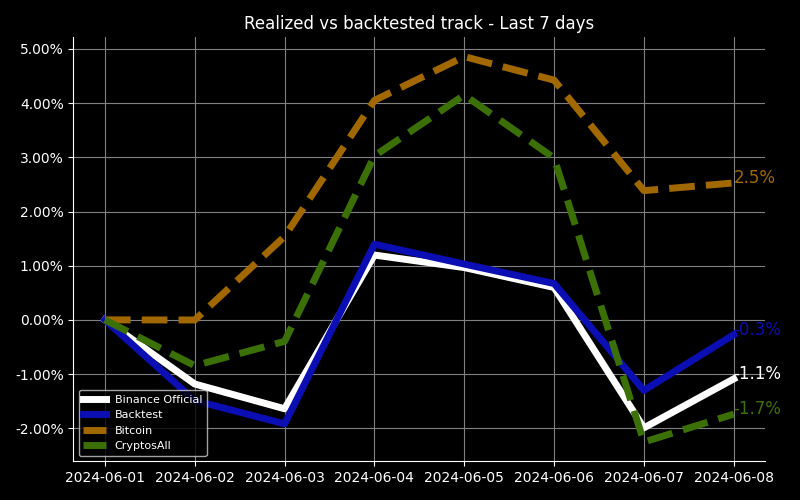 Realized vs backtested track - Last 7 days
5.00%
4.00%
3.00%
2.00%
1.00%
0.00%
-1.00%
-2.00%
2.5%
-0.3%
-1.1%
-1.7%
Binance Official
Backtest
Bitcoin
CryptosAll
2024-06-01 2024-06-02 2024-06-03 2024-06-04 2024-06-05 2024-06-06 2024-06-07 2024-06-08